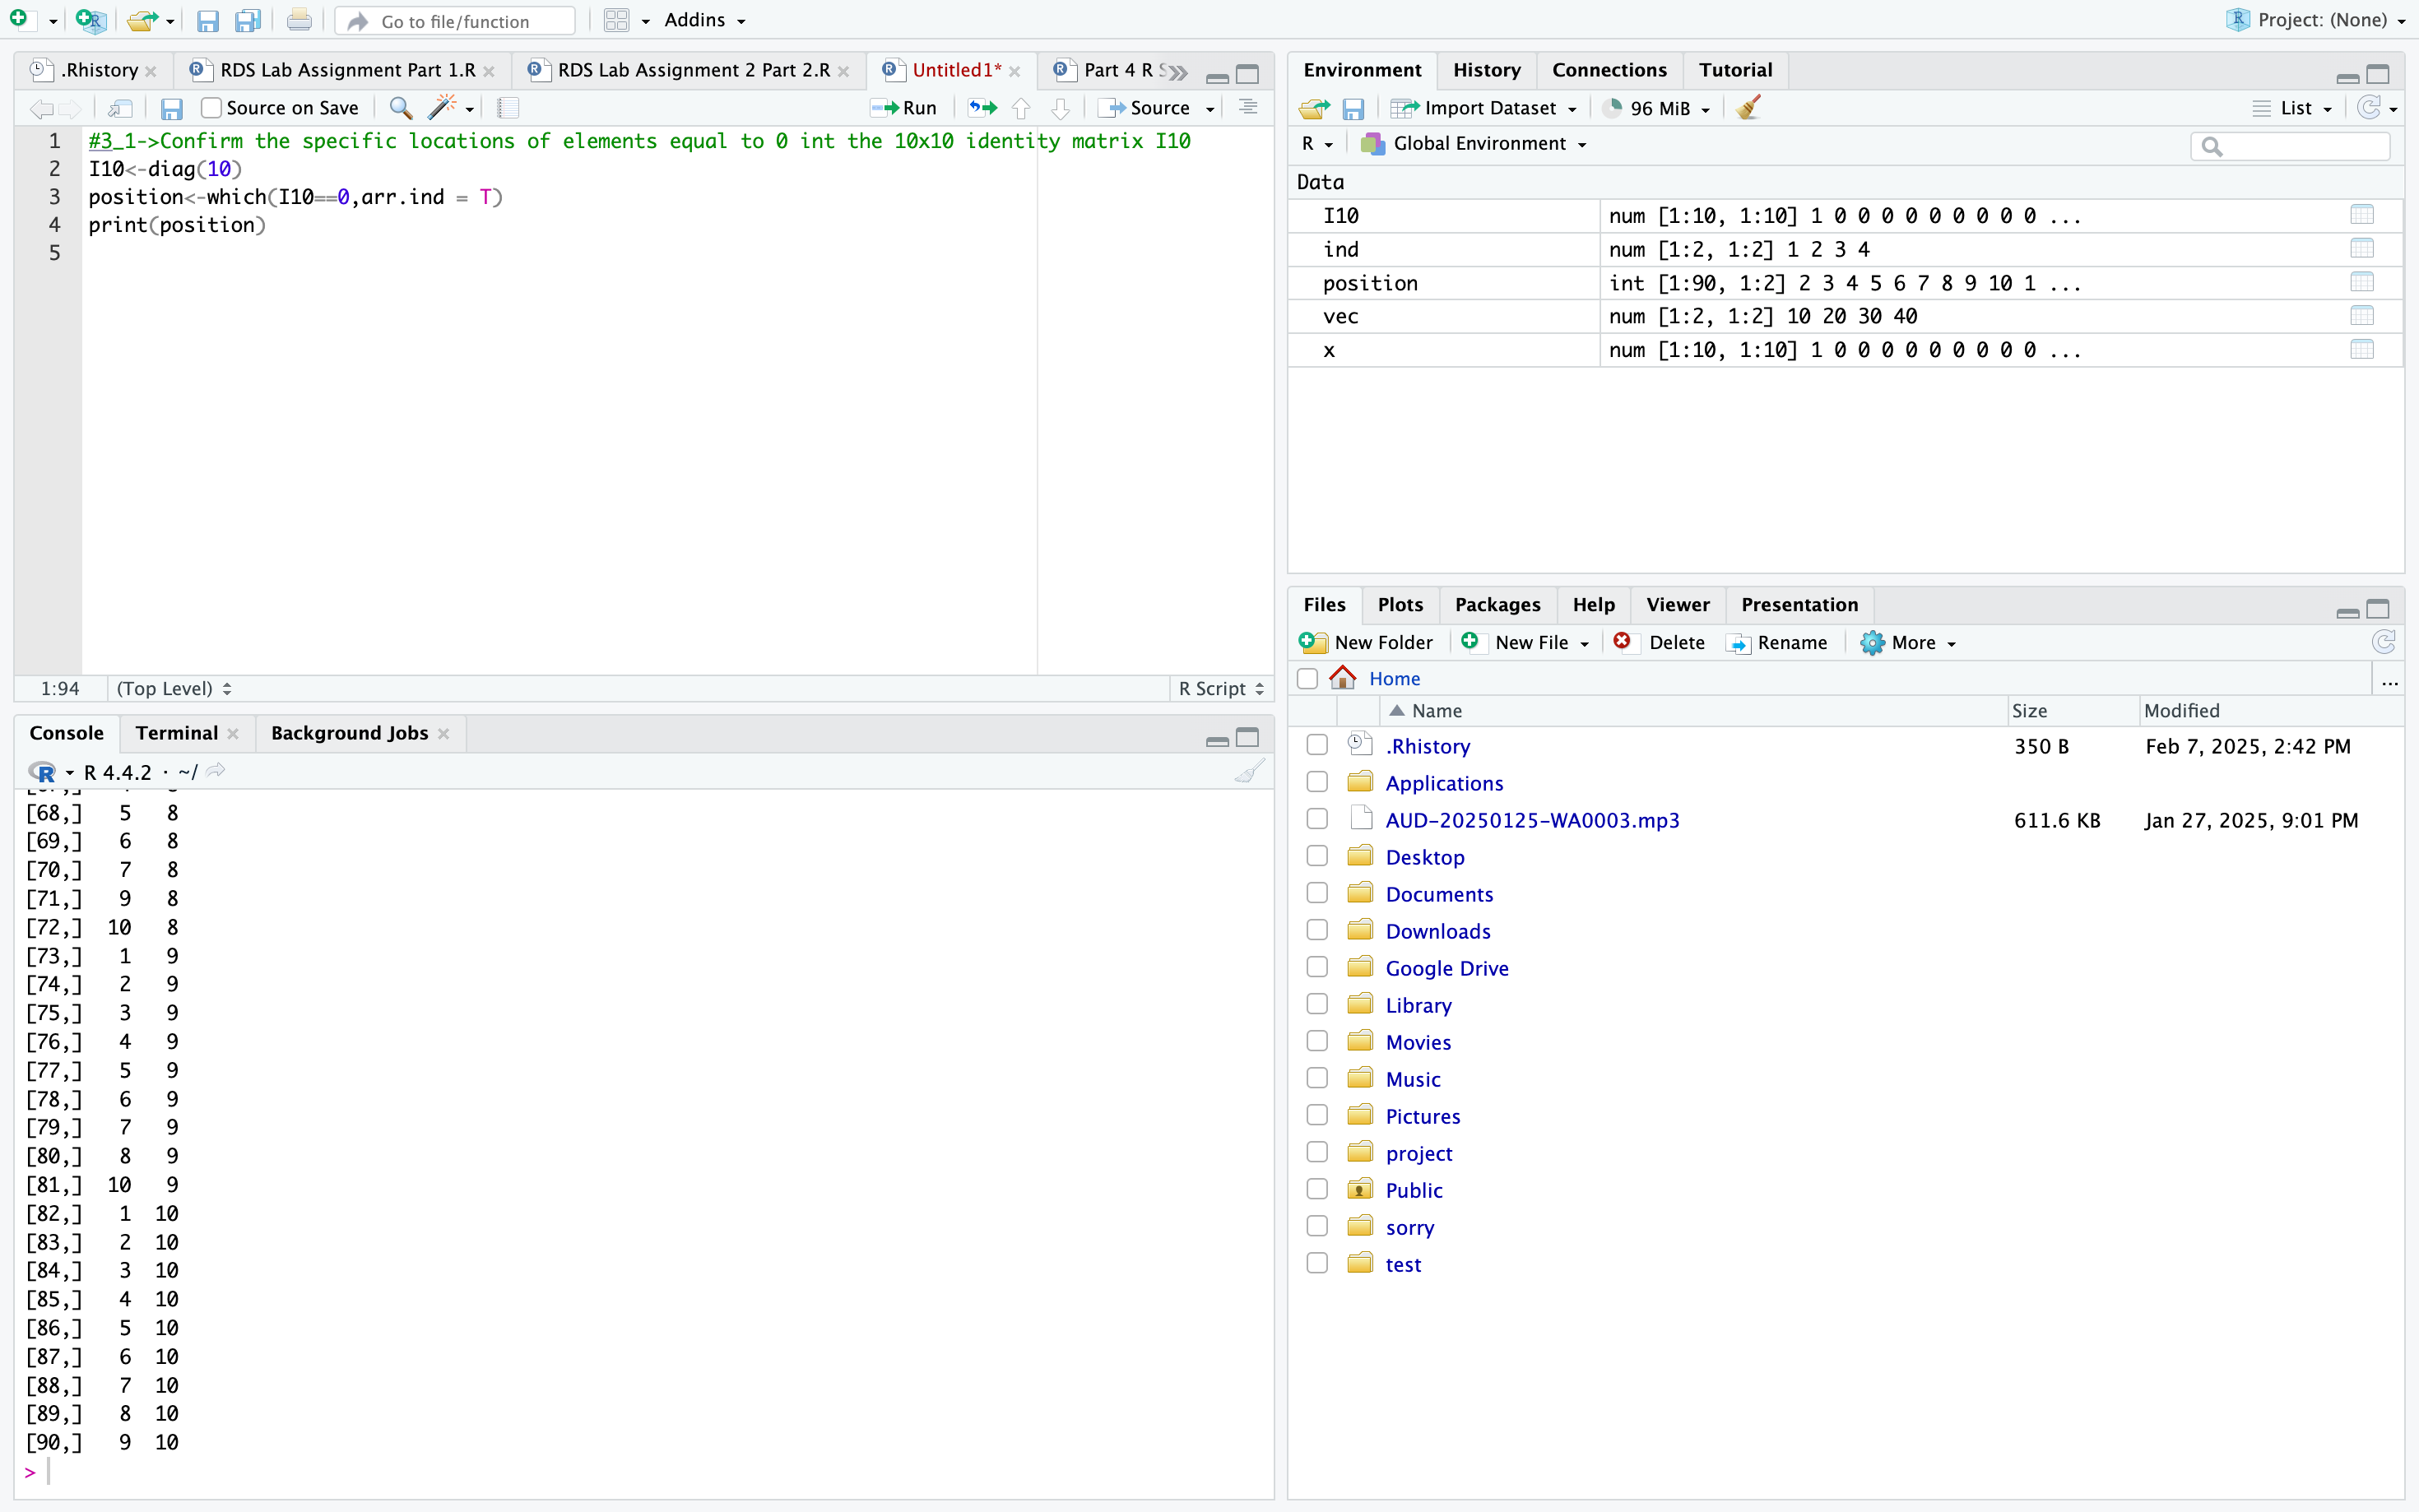 Go to file/function Addins Project: (None)
.Rhistory RDS Lab Assignment Part 1.R RDS Lab Assignment 2 Part 2.R Untitled1* Part 4 R
Source on Save Run Source
1 #3_1->Confirm the specific locations of elements equal to 0 int the 10x10 identity matrix I10
2 I10<-diag(10)
3 position<-which(I10==0,arr.ind = T)
4 print(position)
5
1:94 (Top Level) R Script
Console Terminal Background Jobs
R 4.4.2 · ~/
[68,] 5 8
[69,] 6 8
[70,] 7 8
[71,] 9 8
[72,] 10 8
[73,] 1 9
[74,] 2 9
[75,] 3 9
[76,] 4 9
[77,] 5 9
[78,] 6 9
[79,] 7 9
[80,] 8 9
[81,] 10 9
[82,] 1 10
[83,] 2 10
[84,] 3 10
[85,] 4 10
[86,] 5 10
[87,] 6 10
[88,] 7 10
[89,] 8 10
[90,] 9 10
>
Environment History Connections Tutorial
Import Dataset 96 MiB List
R Global Environment
Data
I10 num [1:10, 1:10] 1 0 0 0 0 0 0 0 0 0 ...
ind num [1:2, 1:2] 1 2 3 4
position int [1:90, 1:2] 2 3 4 5 6 7 8 9 10 1 ...
vec num [1:2, 1:2] 10 20 30 40
x num [1:10, 1:10] 1 0 0 0 0 0 0 0 0 0 ...
Files Plots Packages Help Viewer Presentation
New Folder New File Delete Rename More
Home ...
Name Size Modified
.Rhistory 350 B Feb 7, 2025, 2:42 PM
Applications
AUD-20250125-WA0003.mp3 611.6 KB Jan 27, 2025, 9:01 PM
Desktop
Documents
Downloads
Google Drive
Library
Movies
Music
Pictures
project
Public
sorry
test